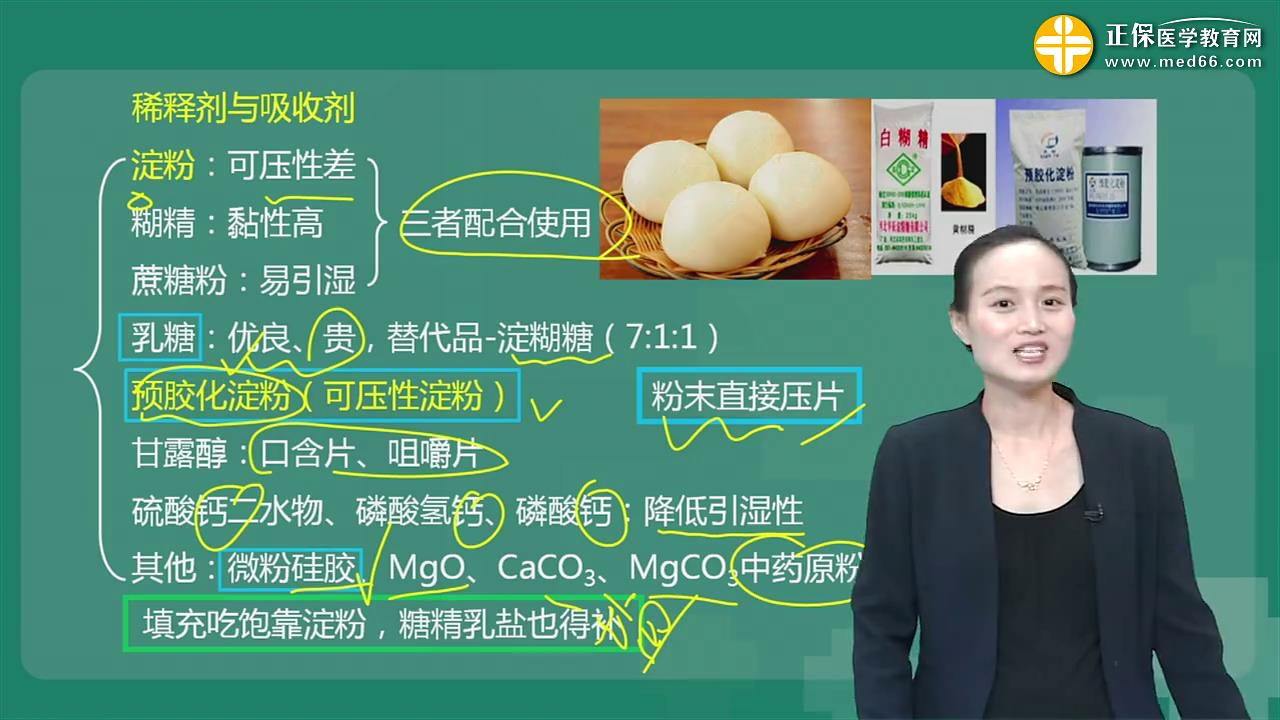 正保医学教育网
www.med66.com
稀释剂与吸收剂
淀粉：可压性差
糊精：黏性高
蔗糖粉：易引湿
三者配合使用
白糊精
黄糊精
预胶化淀粉
乳糖：优良、贵，替代品-淀糊糖（7:1:1）
预胶化淀粉（可压性淀粉）
粉末直接压片
甘露醇：口含片、咀嚼片
硫酸钙二水物、磷酸氢钙、磷酸钙：降低引湿性
其他：微粉硅胶、MgO、CaCO₃、MgCO₃中药原粉
填充吃饱靠淀粉，糖精乳盐也得补